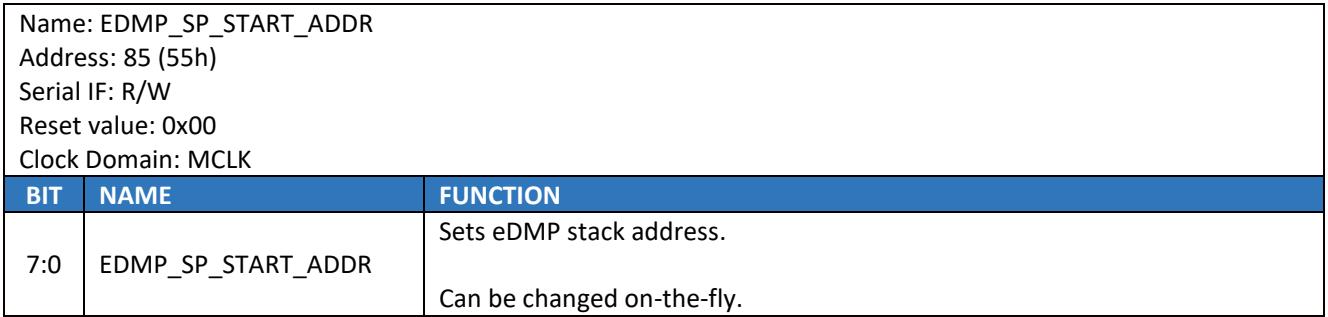 Name: EDMP_SP_START_ADDR
Address: 85 (55h)
Serial IF: R/W
Reset value: 0x00
Clock Domain: MCLK
BIT NAME FUNCTION
7:0 EDMP_SP_START_ADDR Sets eDMP stack address.
Can be changed on-the-fly.